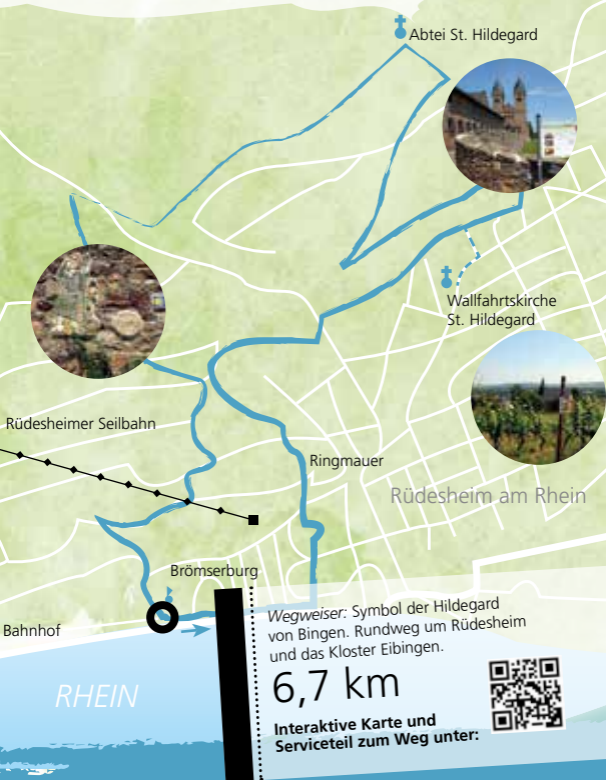 Abtei St. Hildegard
Wallfahrtskirche
St. Hildegard
Rüdesheimer Seilbahn
Ringmauer
Rüdesheim am Rhein
Brömserburg
Bahnhof
RHEIN
Wegweiser: Symbol der Hildegard
von Bingen. Rundweg um Rüdesheim
und das Kloster Eibingen.
6,7 km
Interaktive Karte und
Serviceteil zum Weg unter: